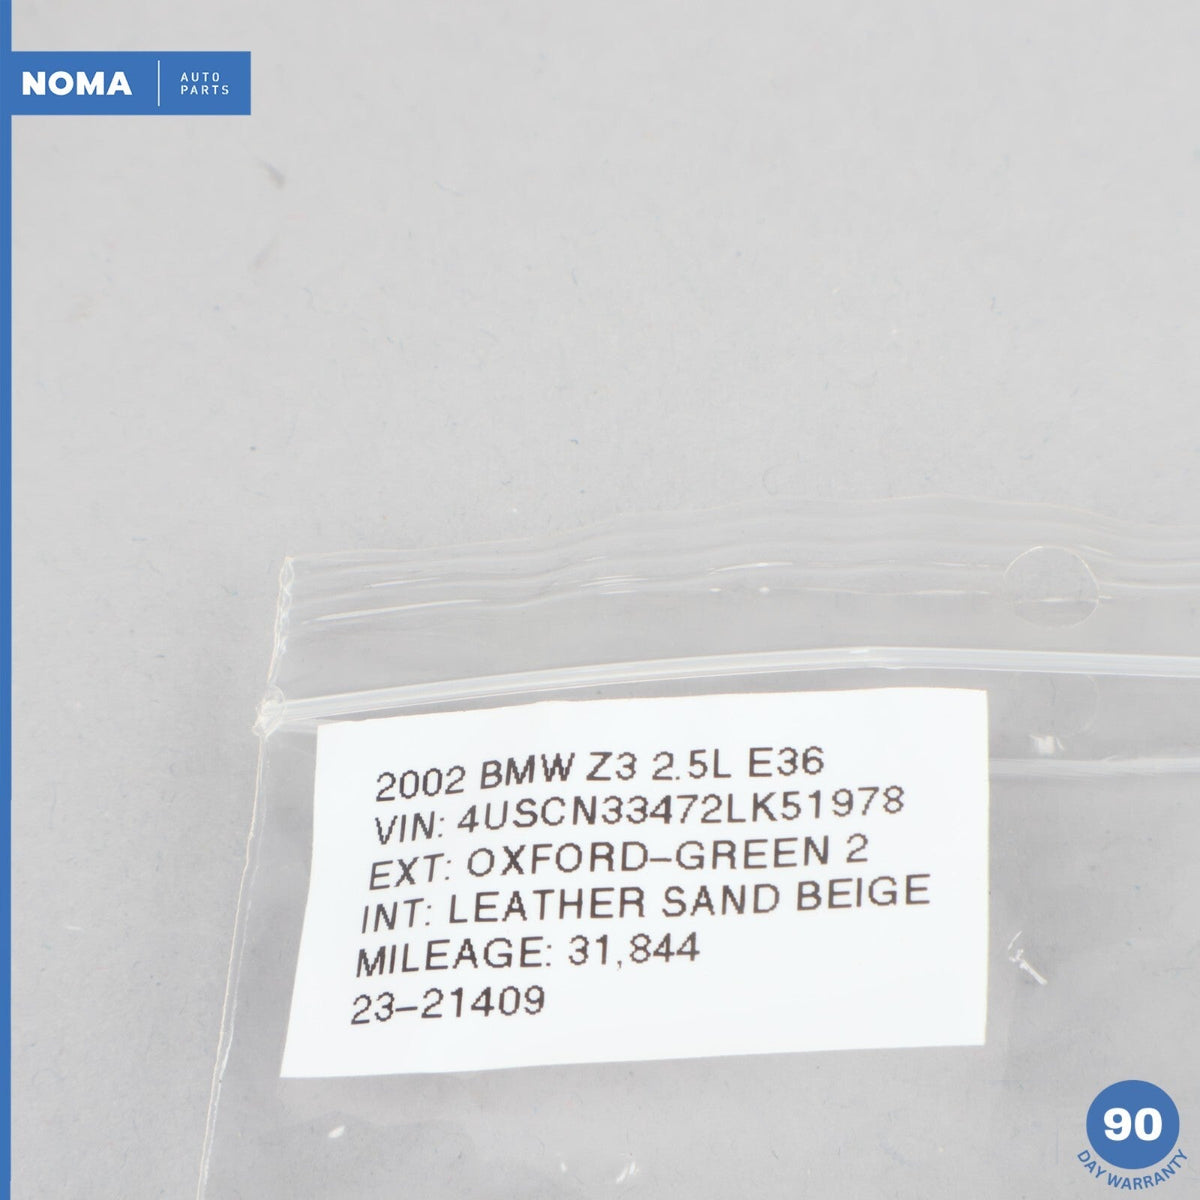 NOMA
AUTO
PARTS
2002 BMW Z3 2.5L E36
VIN: 4USCN33472LK51978
EXT: OXFORD-GREEN 2
INT: LEATHER SAND BEIGE
MILEAGE: 31,844
23-21409
90
DAY WARRANTY